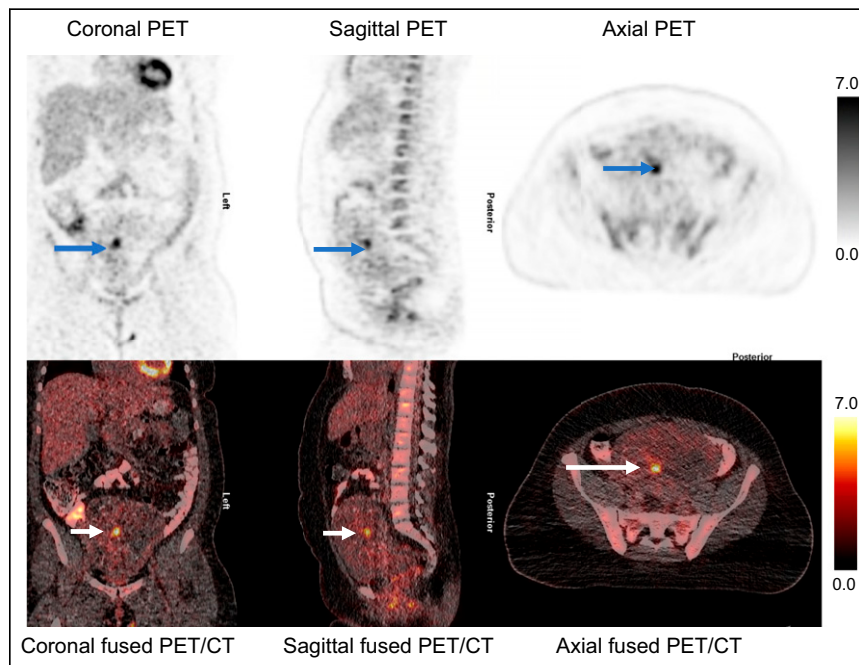 Coronal PET
Sagittal PET
Axial PET
7.0
0.0
Left
Posterior
Posterior
7.0
0.0
Left
Posterior
Coronal fused PET/CT
Sagittal fused PET/CT
Axial fused PET/CT